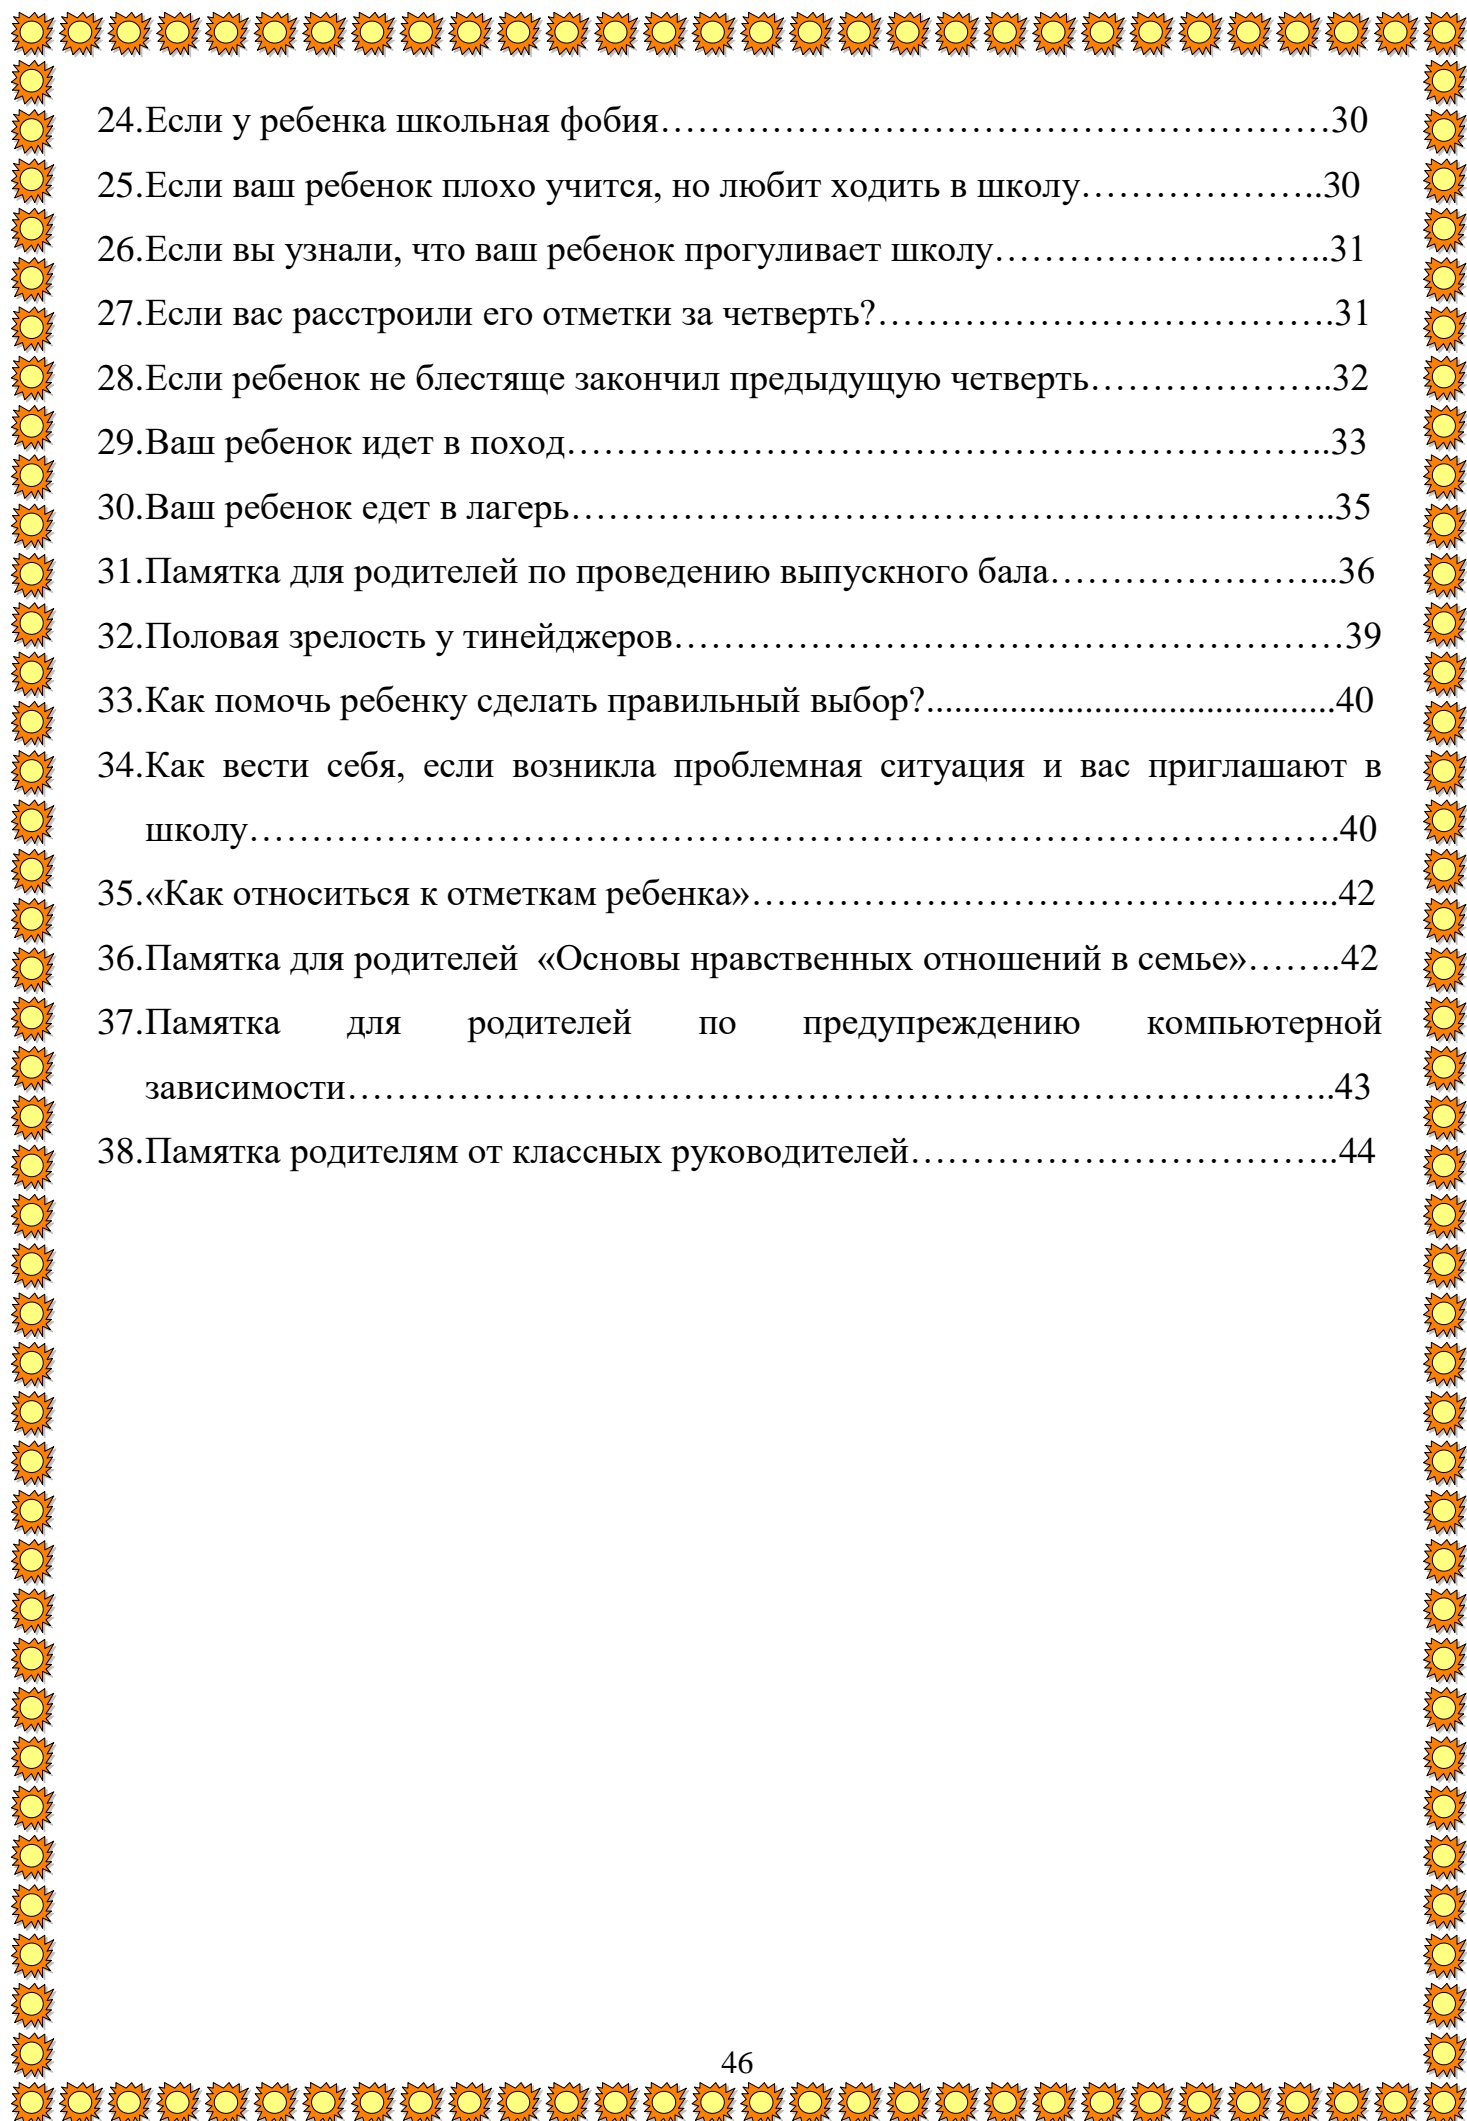 24.Если у ребенка школьная фобия………………………………………………30
25.Если ваш ребенок плохо учится, но любит ходить в школу………………..30
26.Если вы узнали, что ваш ребенок прогуливает школу………………..……..31
27.Если вас расстроили его отметки за четверть?……………………………….31
28.Если ребенок не блестяще закончил предыдущую четверть………………..32
29.Ваш ребенок идет в поход……………………………………………………..33
30.Ваш ребенок едет в лагерь……………………………………………………..35
31.Памятка для родителей по проведению выпускного бала…………………...36
32.Половая зрелость у тинейджеров………………………………………………39
33.Как помочь ребенку сделать правильный выбор?............................................40
34.Как вести себя, если возникла проблемная ситуация и вас приглашают в
школу…………………………………………………………………………….40
35.«Как относиться к отметкам ребенка»………………………………………...42
36.Памятка для родителей  «Основы нравственных отношений в семье»……..42
37.Памятка для родителей по предупреждению компьютерной
зависимости……………………………………………………………………..43
38.Памятка родителям от классных руководителей……………………………..44
46